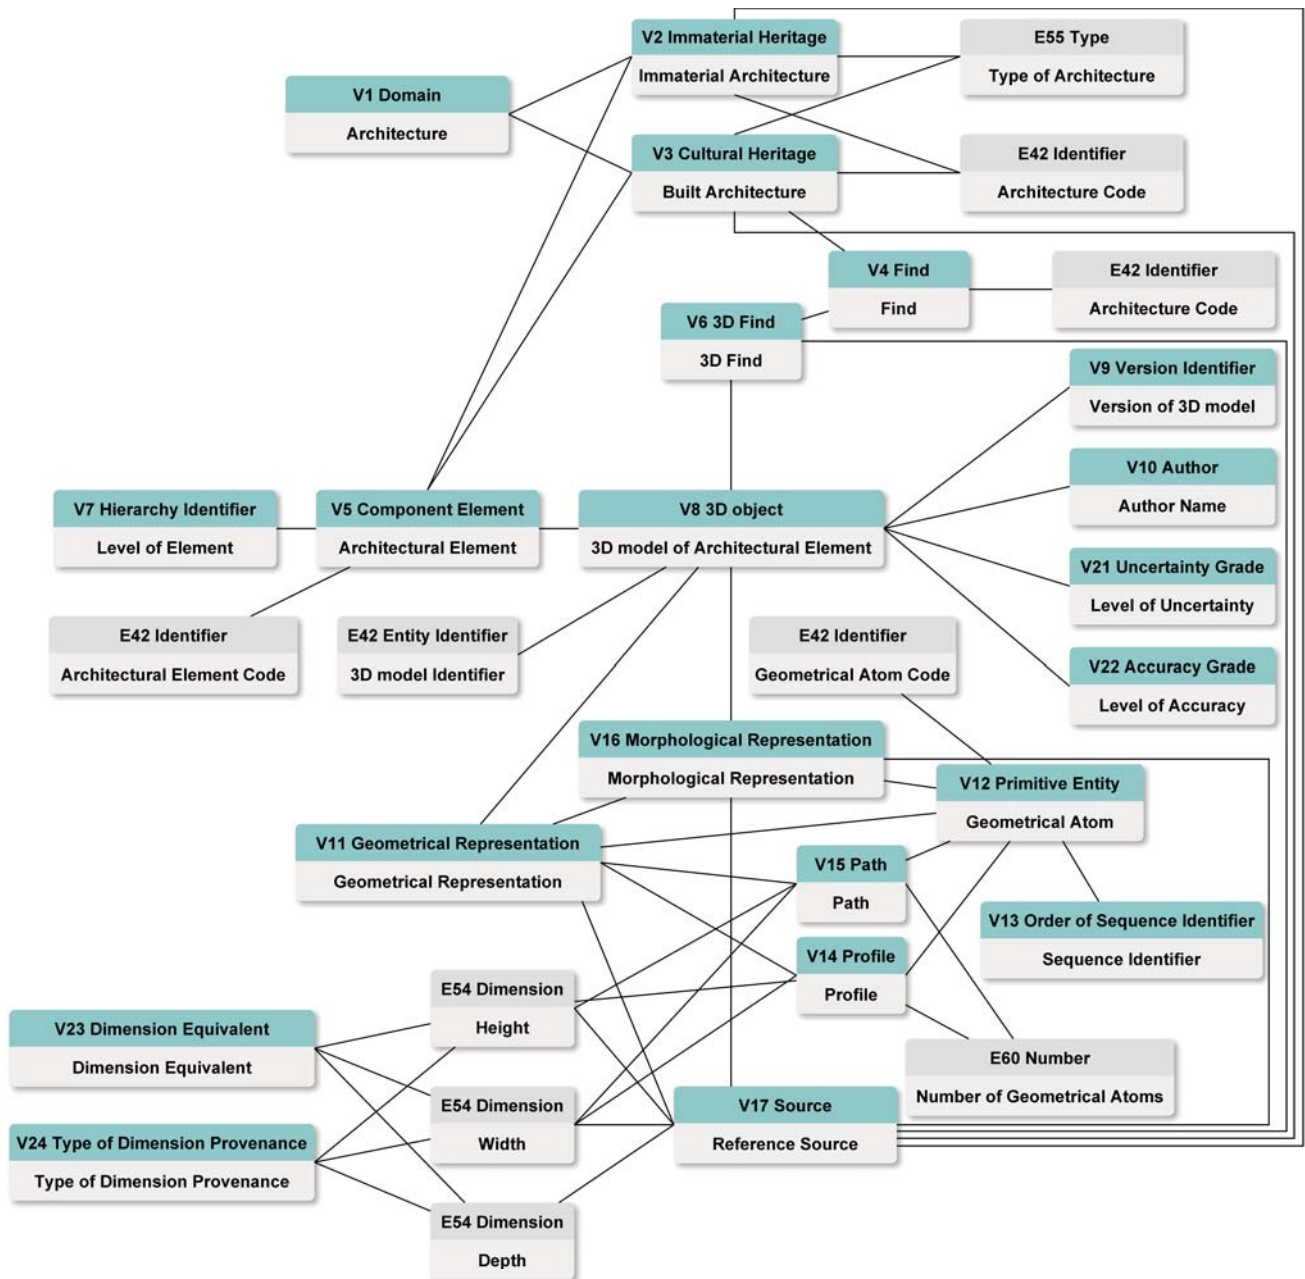 V2 Immaterial Heritage
Immaterial Architecture
E55 Type
Type of Architecture
V1 Domain
Architecture
V3 Cultural Heritage
Built Architecture
E42 Identifier
Architecture Code
V4 Find
Find
E42 Identifier
Architecture Code
V6 3D Find
3D Find
V9 Version Identifier
Version of 3D model
V10 Author
Author Name
V7 Hierarchy Identifier
Level of Element
V5 Component Element
Architectural Element
V8 3D object
3D model of Architectural Element
V21 Uncertainty Grade
Level of Uncertainty
E42 Identifier
Architectural Element Code
E42 Entity Identifier
3D model Identifier
E42 Identifier
Geometrical Atom Code
V22 Accuracy Grade
Level of Accuracy
V16 Morphological Representation
Morphological Representation
V12 Primitive Entity
Geometrical Atom
V11 Geometrical Representation
Geometrical Representation
V15 Path
Path
V13 Order of Sequence Identifier
Sequence Identifier
V14 Profile
Profile
E54 Dimension
Height
V23 Dimension Equivalent
Dimension Equivalent
E60 Number
Number of Geometrical Atoms
E54 Dimension
Width
V17 Source
Reference Source
V24 Type of Dimension Provenance
Type of Dimension Provenance
E54 Dimension
Depth